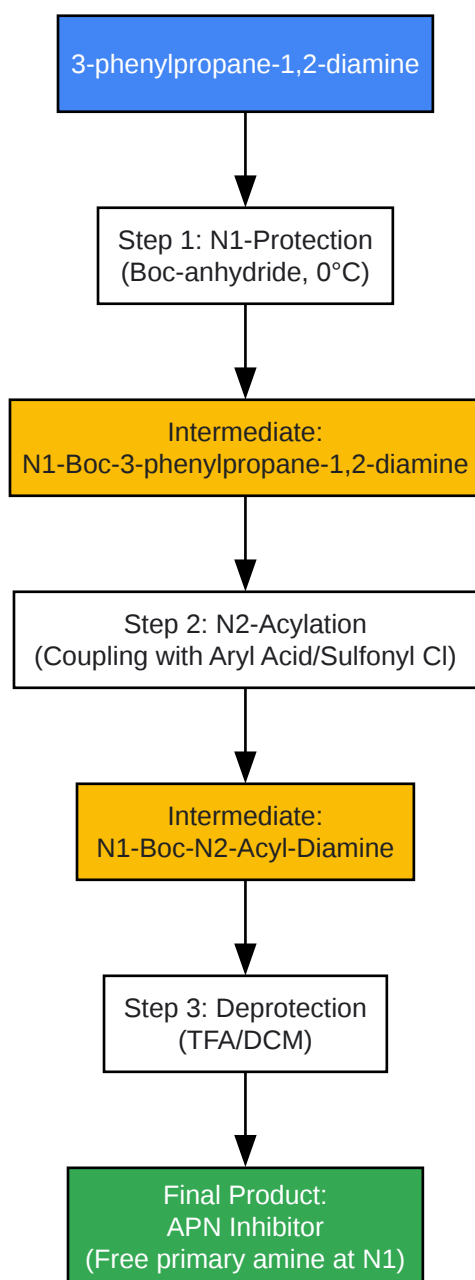 3-phenylpropane-1,2-diamine
Step 1: N1-Protection
(Boc-anhydride, 0°C)
Intermediate:
N1-Boc-3-phenylpropane-1,2-diamine
Step 2: N2-Acylation
(Coupling with Aryl Acid/Sulfonyl Cl)
Intermediate:
N1-Boc-N2-Acyl-Diamine
Step 3: Deprotection
(TFA/DCM)
Final Product:
APN Inhibitor
(Free primary amine at N1)